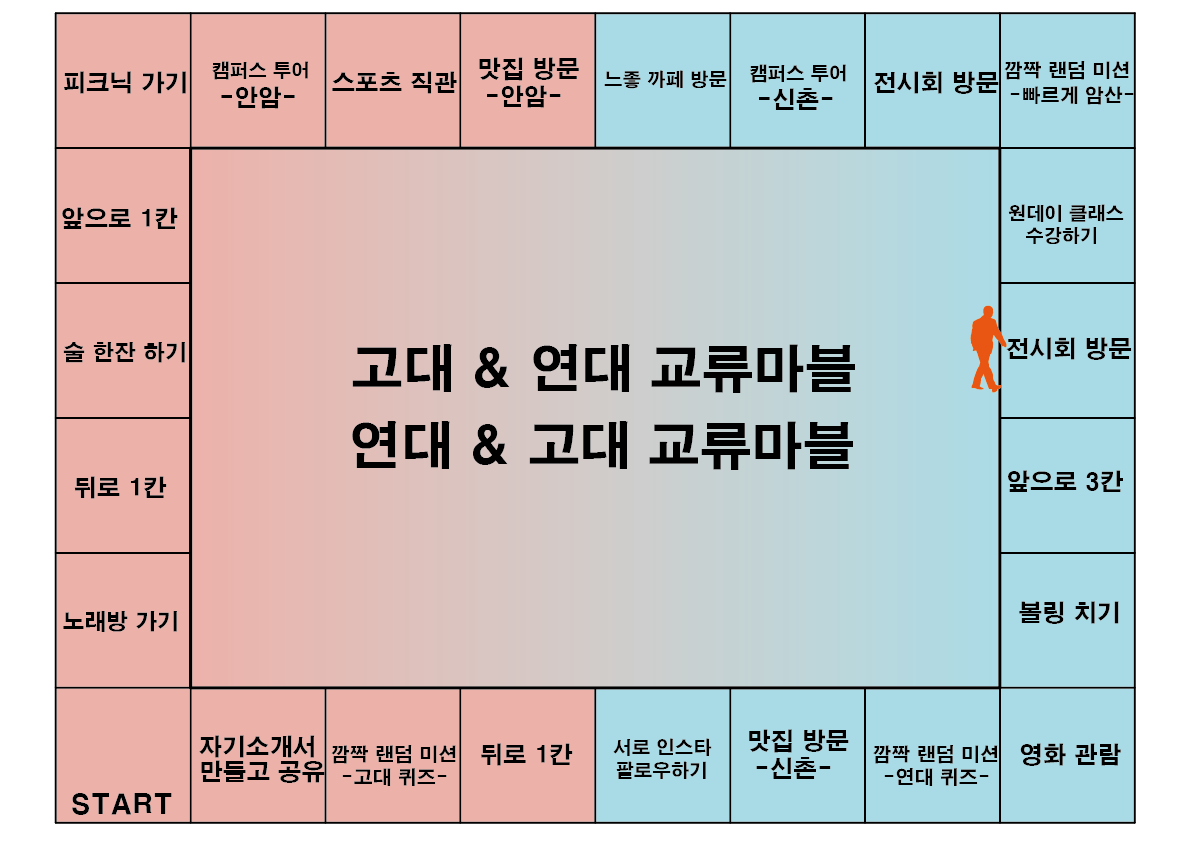 피크닉 가기
캠퍼스 투어
-안암-
스포츠 직관
맛집 방문
-안암-
느좋 까페 방문
캠퍼스 투어
-신촌-
전시회 방문
깜짝 랜덤 미션
-빠르게 암산-
앞으로 1칸
원데이 클래스
수강하기
술 한잔 하기
전시회 방문
고대 & 연대 교류마블
연대 & 고대 교류마블
뒤로 1칸
앞으로 3칸
노래방 가기
볼링 치기
START
자기소개서
만들고 공유
깜짝 랜덤 미션
-고대 퀴즈-
뒤로 1칸
서로 인스타
팔로우하기
맛집 방문
-신촌-
깜짝 랜덤 미션
-연대 퀴즈-
영화 관람